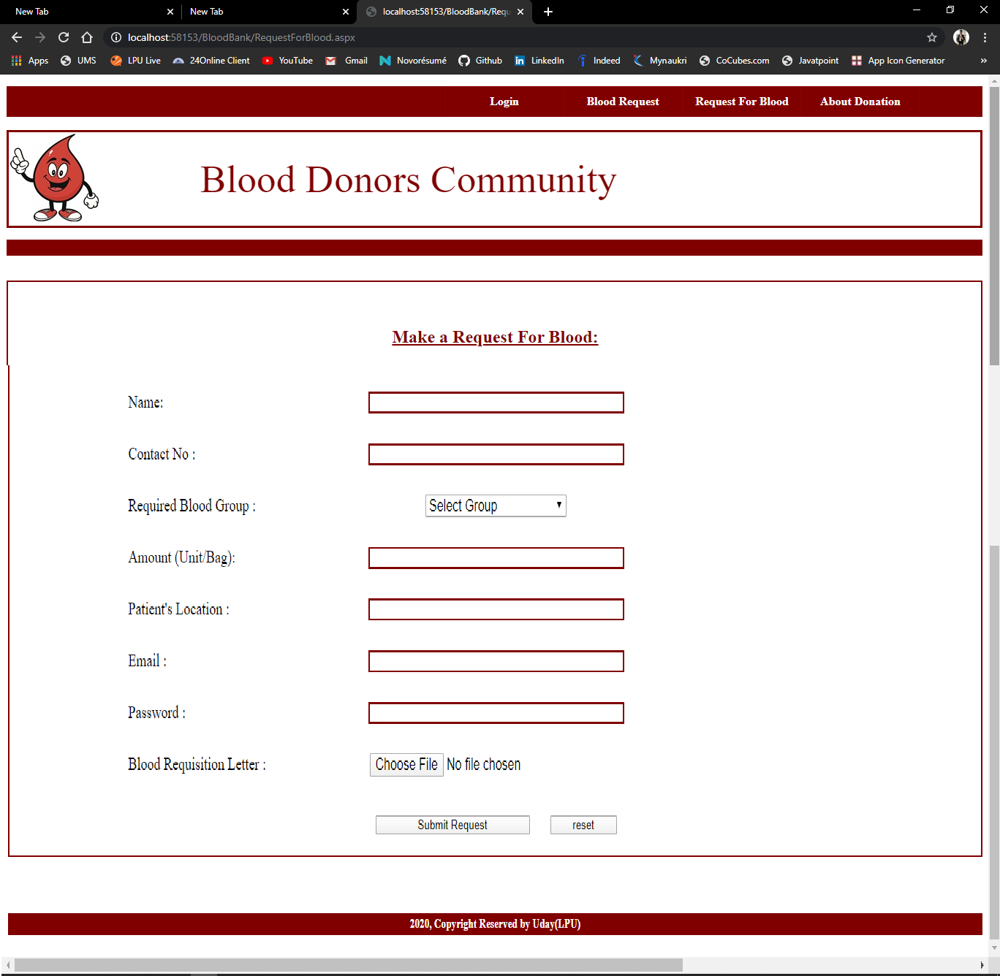 New Tab New Tab localhost:58153/BloodBank/Requ
localhost:58153/BloodBank/RequestForBlood.aspx
Apps UMS LPU Live 24Online Client YouTube Gmail Novorésumé Github LinkedIn Indeed Mynaukri CoCubes.com Javatpoint App Icon Generator »
Login Blood Request Request For Blood About Donation
Blood Donors Community
Make a Request For Blood:
Name:
Contact No :
Required Blood Group : Select Group
Amount (Unit/Bag):
Patient's Location :
Email :
Password :
Blood Requisition Letter : Choose File No file chosen
Submit Request reset
2020, Copyright Reserved by Uday(LPU)